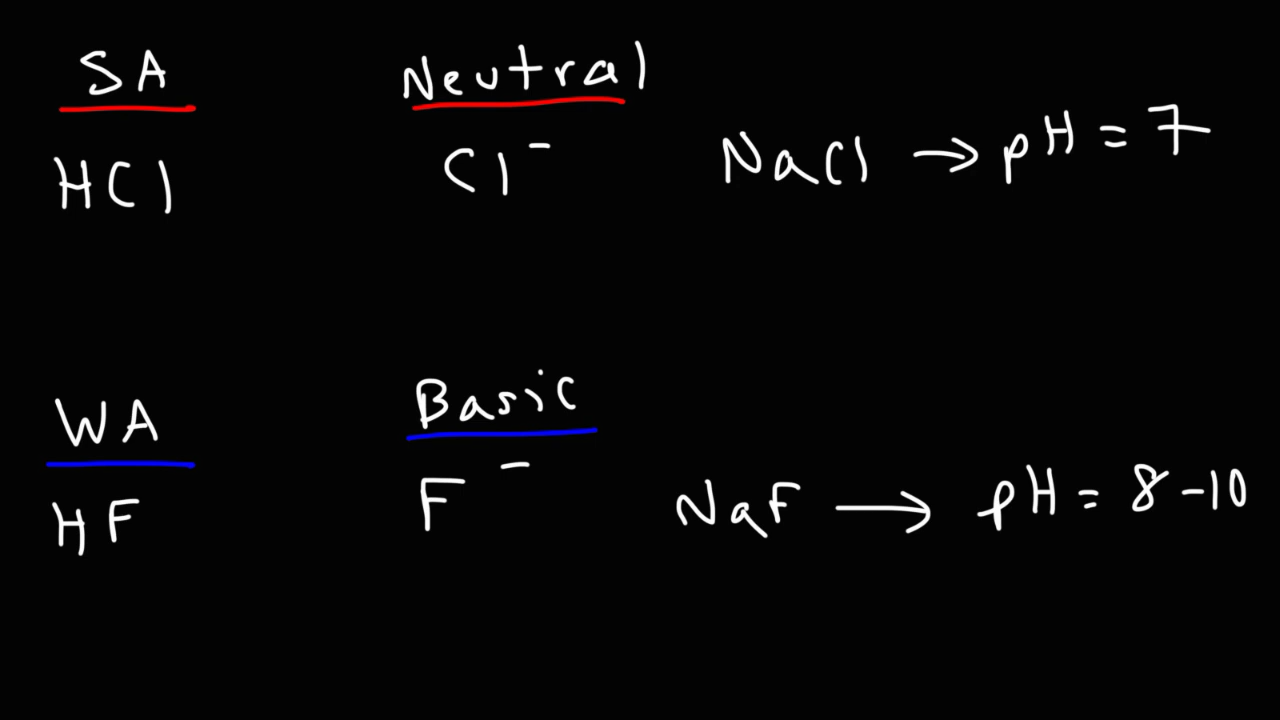 SA Neutral
HCl Cl⁻ NaCl → pH = 7
WA Basic
HF F⁻ NaF → pH = 8-10